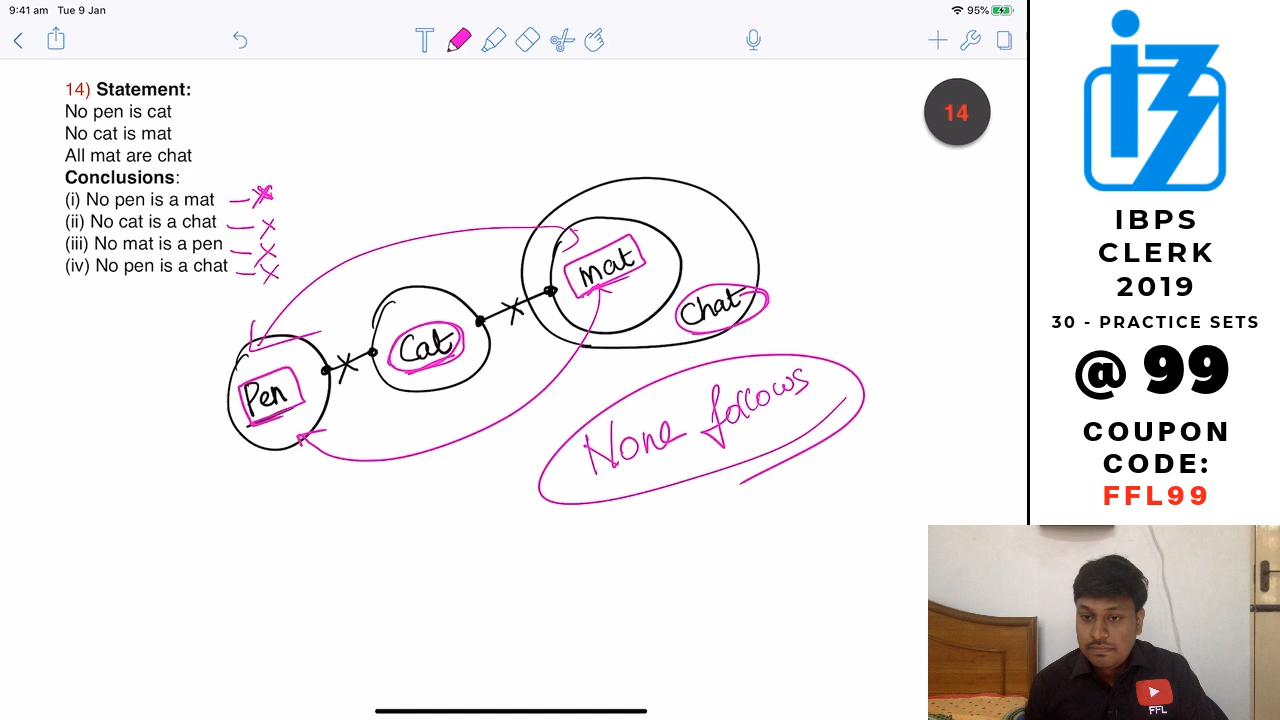 9:41 am Tue 9 Jan
95%
T
14) Statement:
No pen is cat
No cat is mat
All mat are chat
Conclusions:
(i) No pen is a mat
(ii) No cat is a chat
(iii) No mat is a pen
(iv) No pen is a chat
14
mat
Chat
Cat
Pen
None follows
IBPS
CLERK
2019
30 - PRACTICE SETS
@ 99
COUPON
CODE:
FFL99
FFL